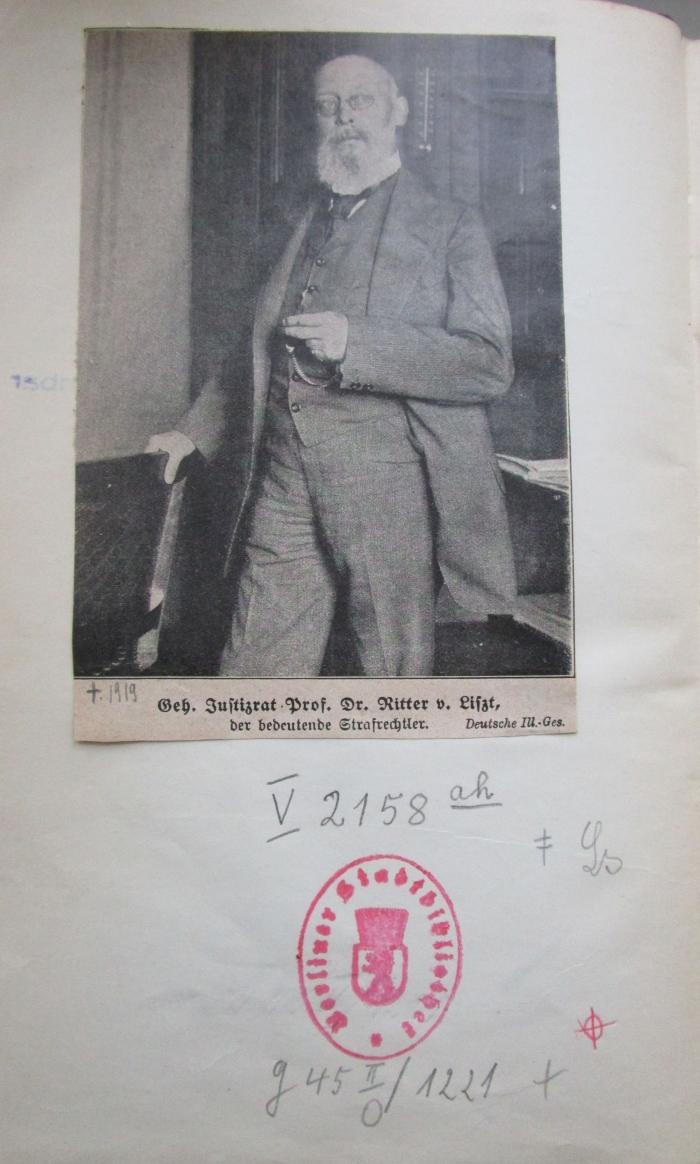 †. 1919
Geh. Justizrat Prof. Dr. Ritter v. Liszt,
der bedeutende Strafrechtler. Deutsche Ill.-Ges.
V 2158 ah
Berliner Stadtbibliothek
g 45 II / 1221 +